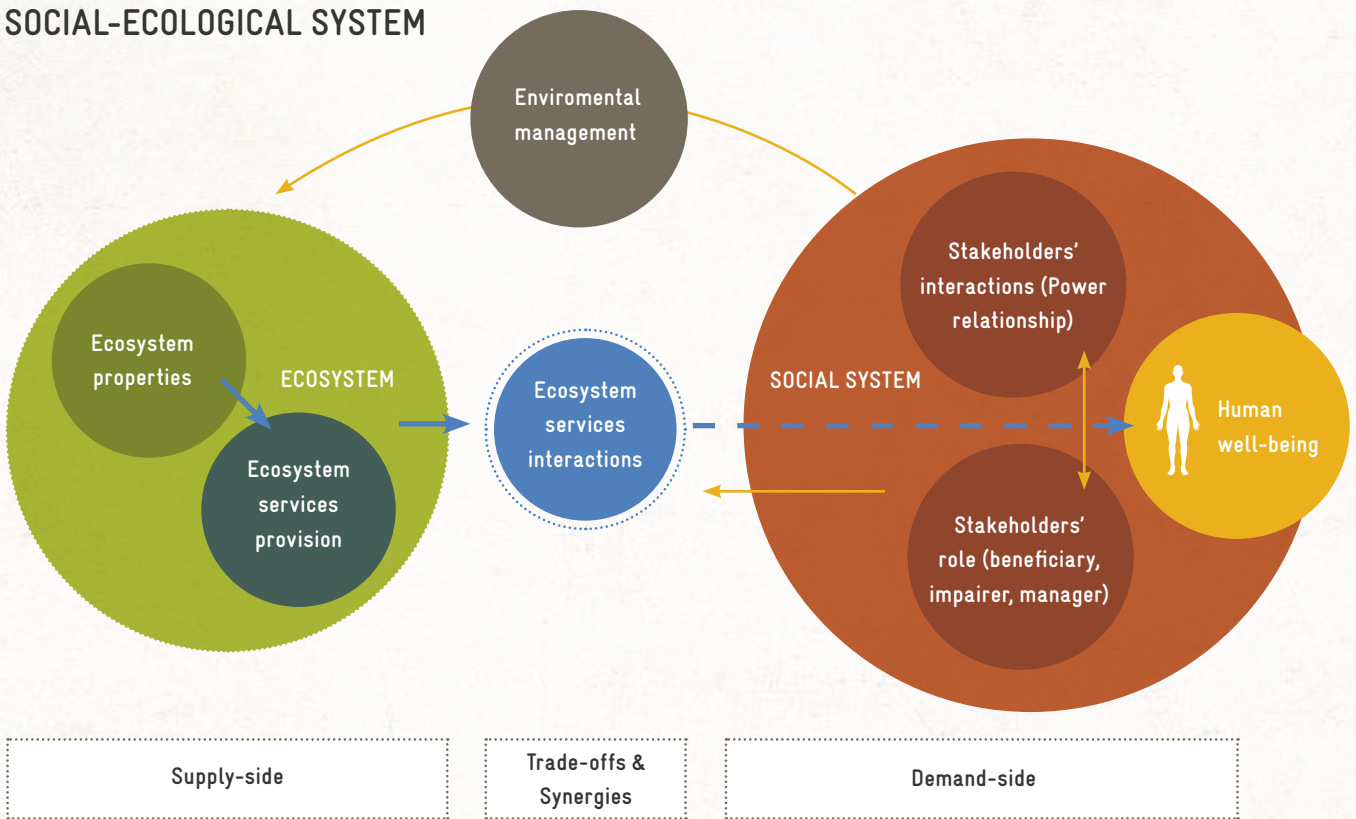 SOCIAL-ECOLOGICAL SYSTEM
Enviromental
management
Ecosystem
properties
ECOSYSTEM
Ecosystem
services
provision
Ecosystem
services
interactions
SOCIAL SYSTEM
Stakeholders’
interactions (Power
relationship)
Stakeholders’
role (beneficiary,
impairer, manager)
Human
well-being
Supply-side
Trade-offs &
Synergies
Demand-side